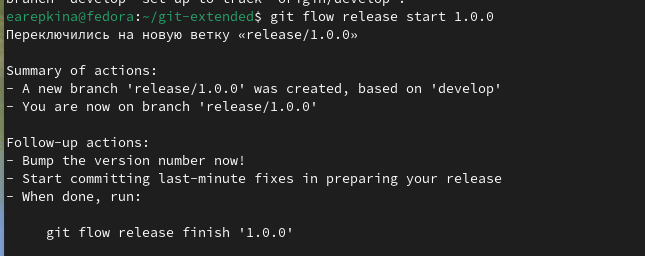 branch 'develop' set up to track 'origin/develop'.
earepkina@fedora:~/git-extended$ git flow release start 1.0.0
Переключились на новую ветку «release/1.0.0»
Summary of actions:
- A new branch 'release/1.0.0' was created, based on 'develop'
- You are now on branch 'release/1.0.0'
Follow-up actions:
- Bump the version number now!
- Start committing last-minute fixes in preparing your release
- When done, run:
git flow release finish '1.0.0'